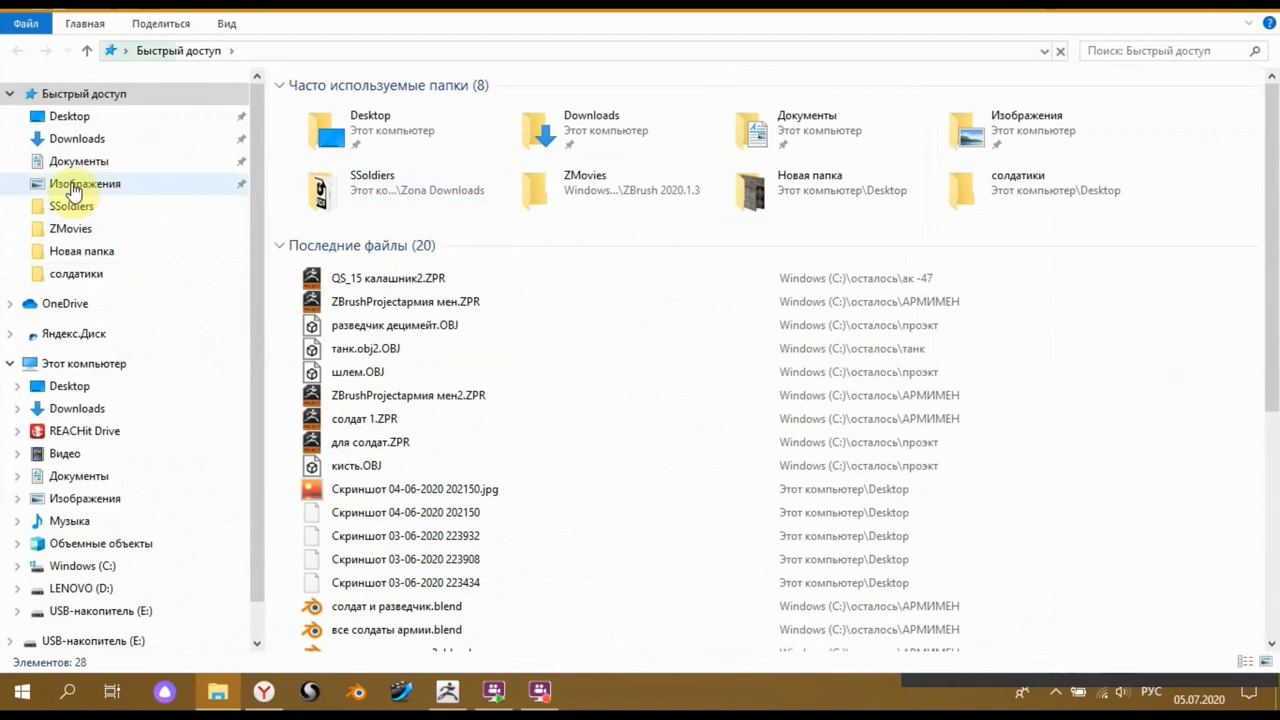 Файл Главная Поделиться Вид
Быстрый доступ Поиск: Быстрый доступ
Быстрый доступ
Desktop
Downloads
Документы
Изображения
SSoldiers
ZMovies
Новая папка
солдатики
OneDrive
Яндекс.Диск
Этот компьютер
Desktop
Downloads
REACHit Drive
Видео
Документы
Изображения
Музыка
Объемные объекты
Windows (C:)
LENOVO (D:)
USB-накопитель (E:)
USB-накопитель (E:)
Часто используемые папки (8)
Desktop
Этот компьютер
Downloads
Этот компьютер
Документы
Этот компьютер
Изображения
Этот компьютер
SSoldiers
Этот ко...\Zona Downloads
ZMovies
Windows...\ZBrush 2020.1.3
Новая папка
Этот компьютер\Desktop
солдатики
Этот компьютер\Desktop
Последние файлы (20)
QS_15 калашник2.ZPR Windows (C:)\осталось\ак -47
ZBrushProjectармия мен.ZPR Windows (C:)\осталось\АРМИМЕН
разведчик децимейт.OBJ Windows (C:)\осталось\проэкт
танк.obj2.OBJ Windows (C:)\осталось\танк
шлем.OBJ Windows (C:)\осталось\проэкт
ZBrushProjectармия мен2.ZPR Windows (C:)\осталось\АРМИМЕН
солдат 1.ZPR Windows (C:)\осталось\АРМИМЕН
для солдат.ZPR Windows (C:)\осталось\проэкт
кисть.OBJ Windows (C:)\осталось\проэкт
Скриншот 04-06-2020 202150.jpg Этот компьютер\Desktop
Скриншот 04-06-2020 202150 Этот компьютер\Desktop
Скриншот 03-06-2020 223932 Этот компьютер\Desktop
Скриншот 03-06-2020 223908 Этот компьютер\Desktop
Скриншот 03-06-2020 223434 Этот компьютер\Desktop
солдат и разведчик.blend Windows (C:)\осталось\АРМИМЕН
все солдаты армии.blend Windows (C:)\осталось\АРМИМЕН
Элементов: 28
РУС
05.07.2020